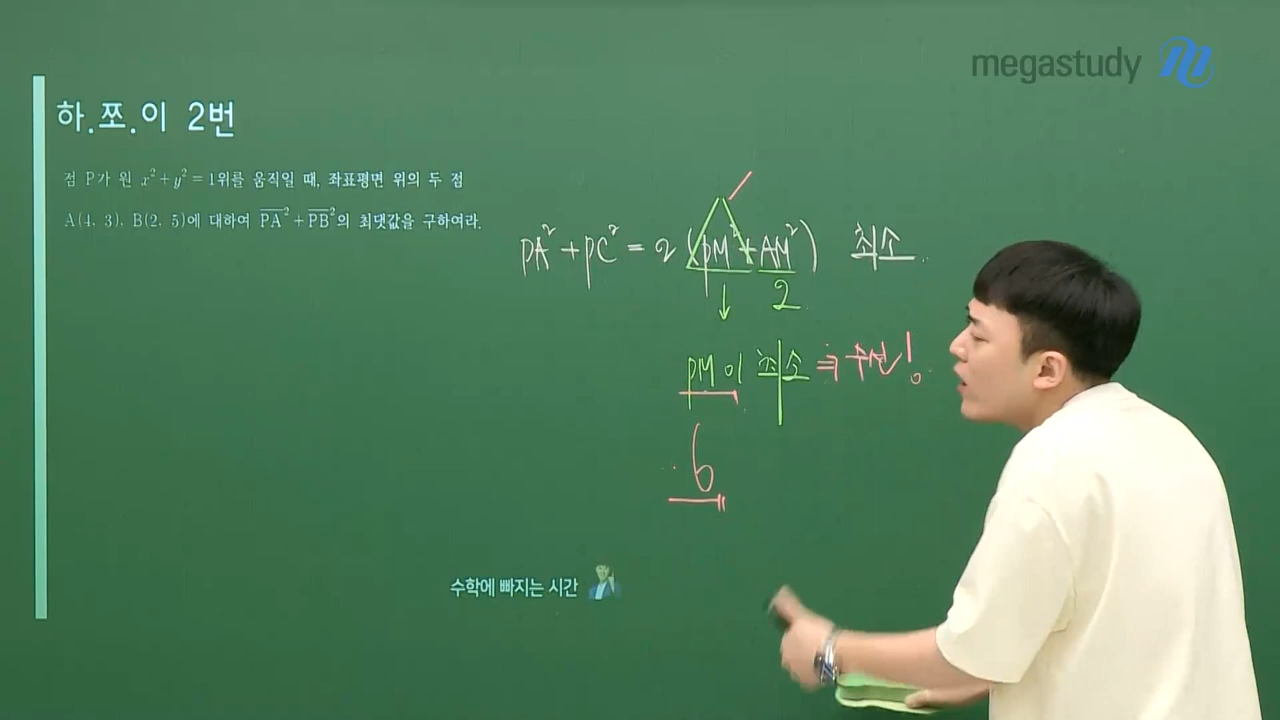 megastudy
하.쪼.이 2번
점 P가 원 x²+y²=1위를 움직일 때, 좌표평면 위의 두 점
A(4, 3), B(2, 5)에 대하여 PA²+PB²의 최댓값을 구하여라.
PA²+PC²=2(PM²+AM²) 최소
↓ 2
PM이 최소 ⇒ 수선!
6
수학에 빠지는 시간